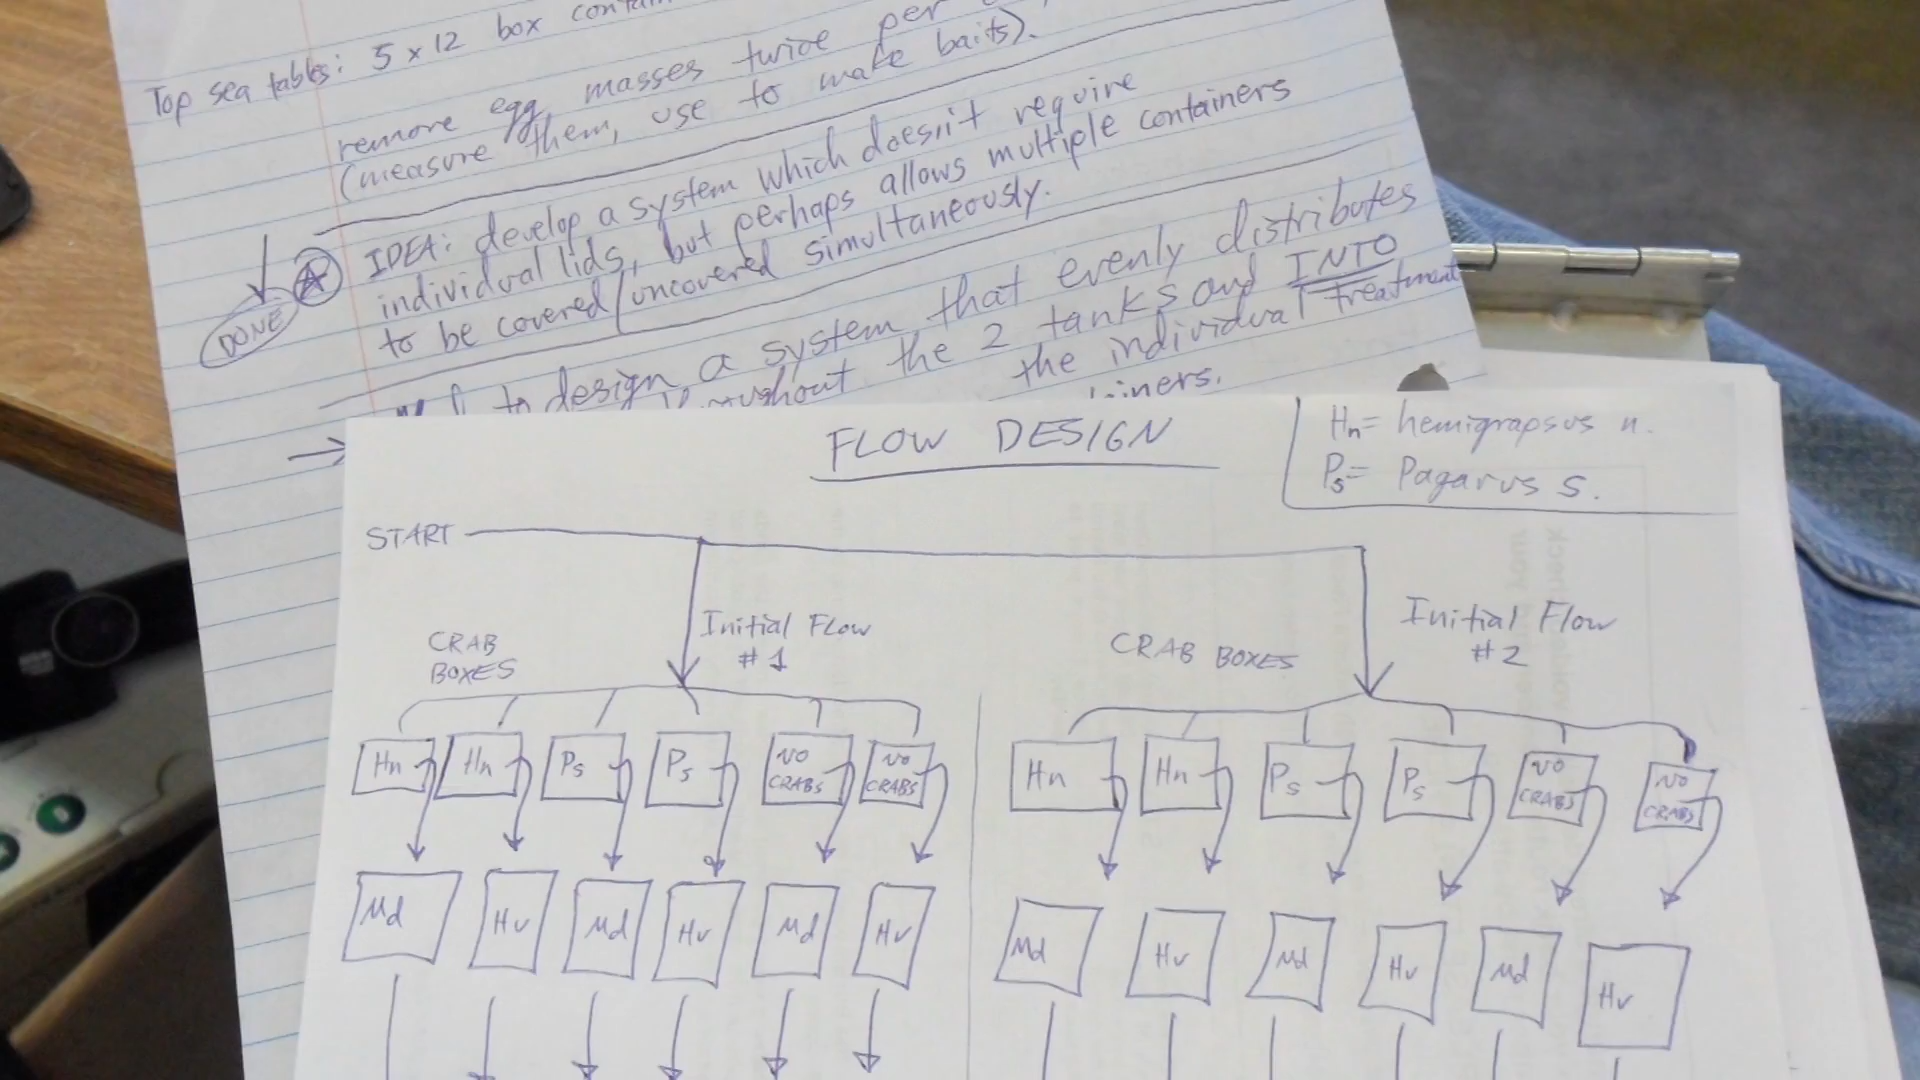 Top sea tables: 5 x 12 box
remove egg masses twice per
(measure them, use to make baits).
IDEA: develop a system which doesn't require
individual lids, but perhaps allows multiple containers
to be covered/uncovered simultaneously.
DONE
A
to design a system that evenly distributes
the 2 tanks and INTO
the individual treatment
FLOW DESIGN
Hn= hemigrapsus n.
Ps= Pagarus s.
START
CRAB BOXES
Initial Flow
#1
CRAB BOXES
Initial Flow
#2
Hn Hn Ps Ps NO CRABS NO CRABS
Hn Hn Ps Ps NO CRABS NO CRABS
Md Hv Md Hv Md Hv
Md Hv Md Hv Md Hv